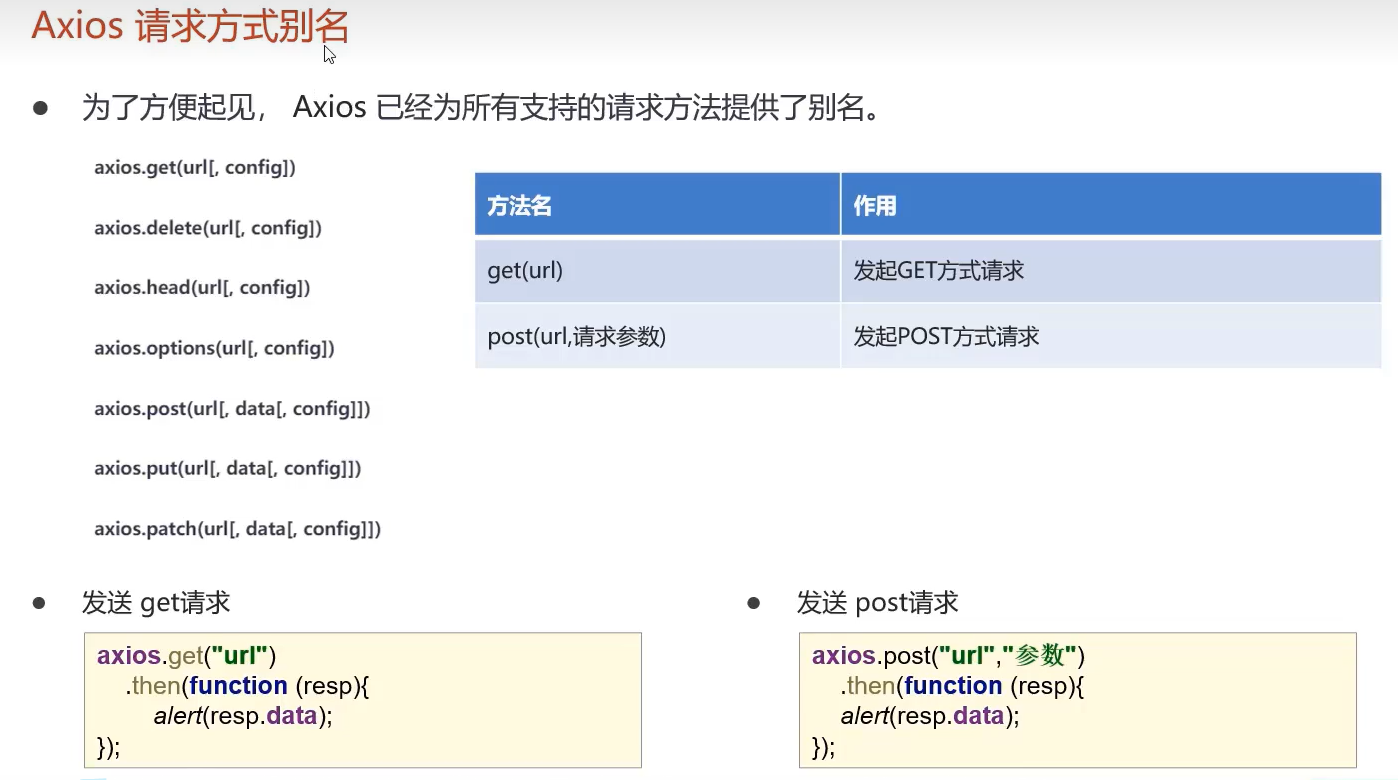 Axios 请求方式别名
● 为了方便起见， Axios 已经为所有支持的请求方法提供了别名。
axios.get(url[, config])
axios.delete(url[, config])
axios.head(url[, config])
axios.options(url[, config])
axios.post(url[, data[, config]])
axios.put(url[, data[, config]])
axios.patch(url[, data[, config]])
方法名 作用
get(url) 发起GET方式请求
post(url,请求参数) 发起POST方式请求
● 发送 get请求
axios.get("url")
.then(function (resp){
alert(resp.data);
});
● 发送 post请求
axios.post("url","参数")
.then(function (resp){
alert(resp.data);
});